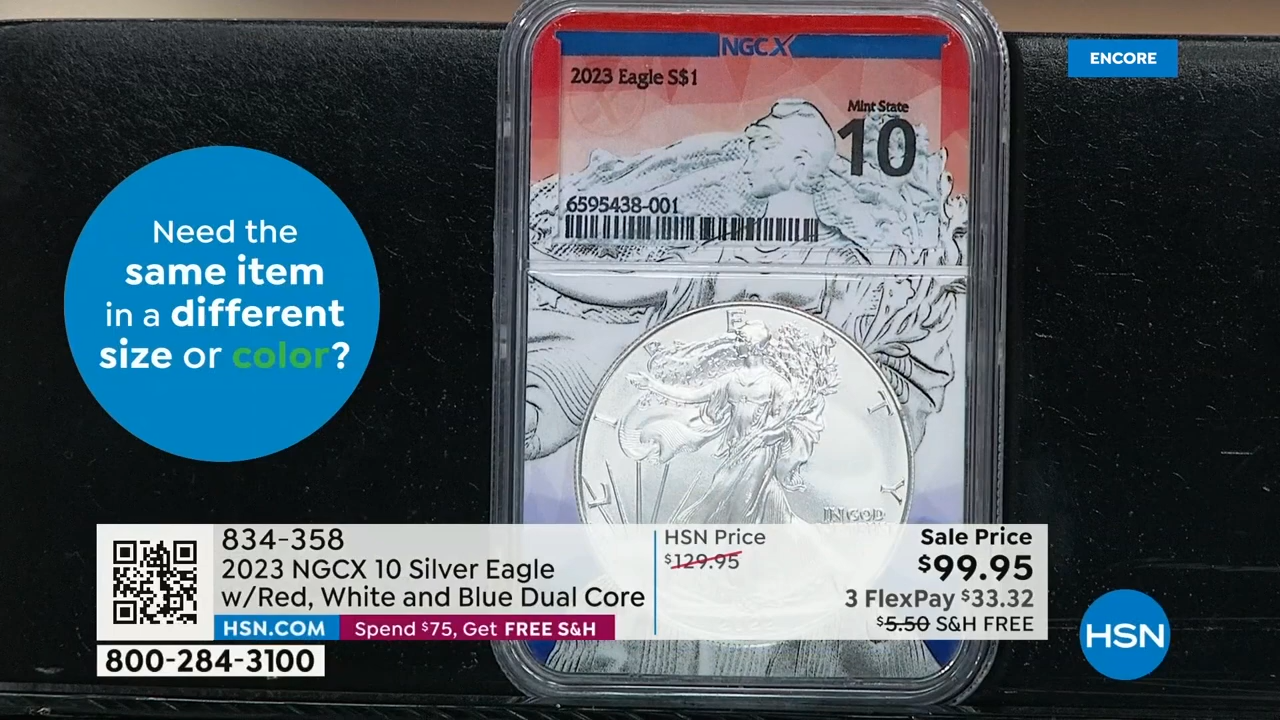 ENCORE
NGCX
2023 Eagle S$1
Mint State
10
6595438-001
Need the
same item
in a different
size or color?
L I B E R T Y
IN GOD
834-358
2023 NGCX 10 Silver Eagle
w/Red, White and Blue Dual Core
HSN.COM
Spend $75, Get FREE S&H
800-284-3100
HSN Price
$129.95
Sale Price
$99.95
3 FlexPay $33.32
$5.50 S&H FREE
HSN